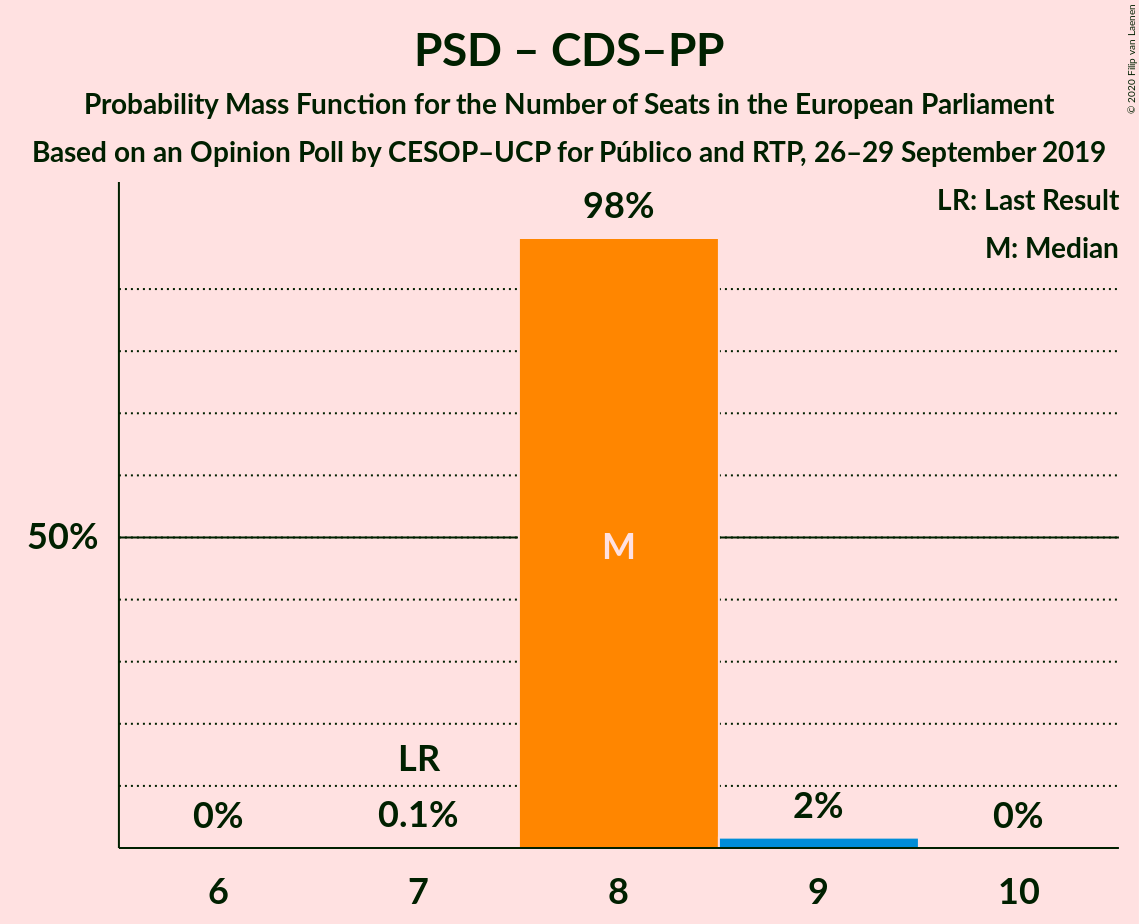 PSD – CDS–PP
Probability Mass Function for the Number of Seats in the European Parliament
Based on an Opinion Poll by CESOP–UCP for Público and RTP, 26–29 September 2019
LR: Last Result
M: Median
98%
50%
M
LR
0%
0.1%
2%
0%
6
7
8
9
10
© 2020 Filip van Laenen